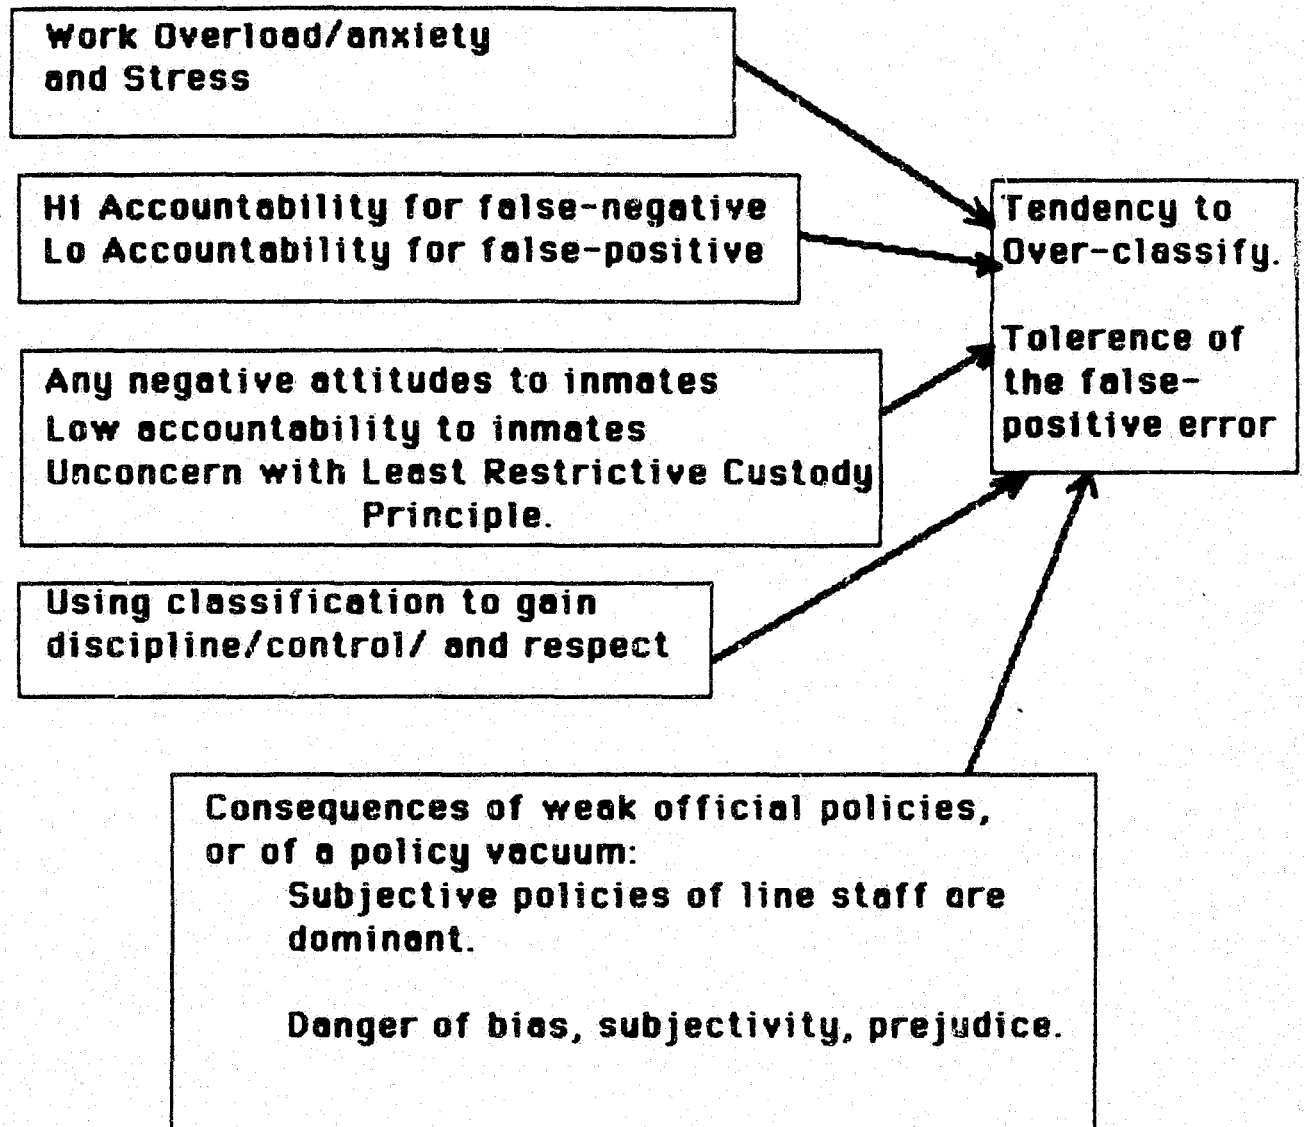 Work Overload/anxiety
and Stress
Hi Accountability for false-negative
Lo Accountability for false-positive
Any negative attitudes to inmates
Low accountability to inmates
Unconcern with Least Restrictive Custody
Principle.
Using classification to gain
discipline/control/ and respect
Tendency to
Over-classify.
Tolerence of
the false-
positive error
Consequences of weak official policies,
or of a policy vacuum:
Subjective policies of line staff are
dominant.
Danger of bias, subjectivity, prejudice.